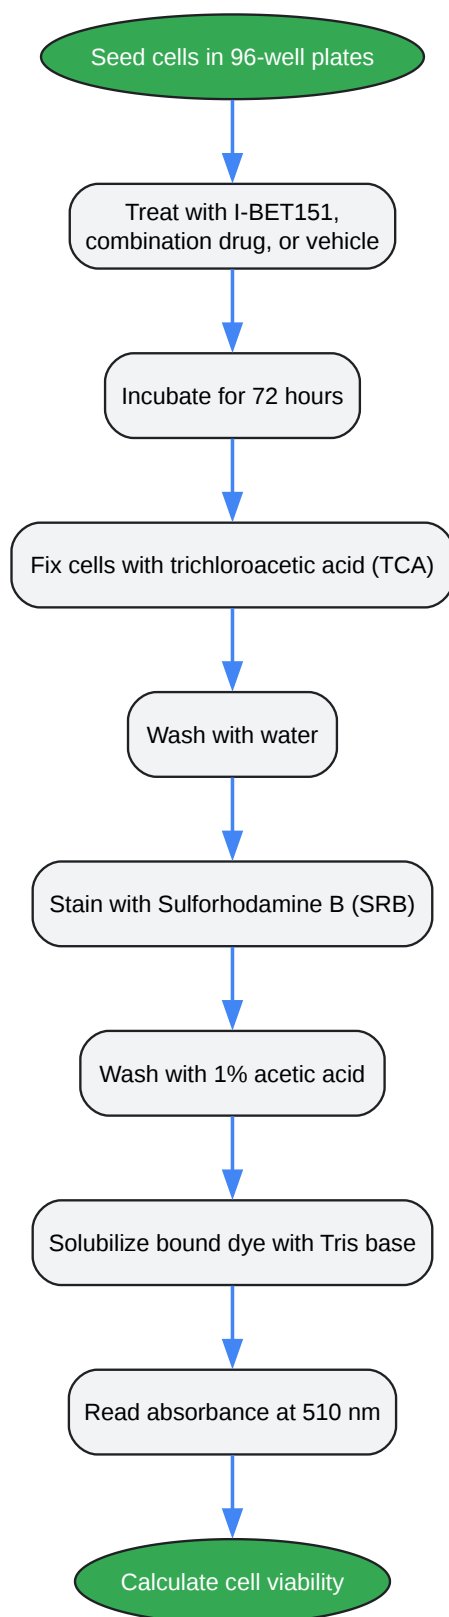 Seed cells in 96-well plates
Treat with I-BET151,
combination drug, or vehicle
Incubate for 72 hours
Fix cells with trichloroacetic acid (TCA)
Wash with water
Stain with Sulforhodamine B (SRB)
Wash with 1% acetic acid
Solubilize bound dye with Tris base
Read absorbance at 510 nm
Calculate cell viability